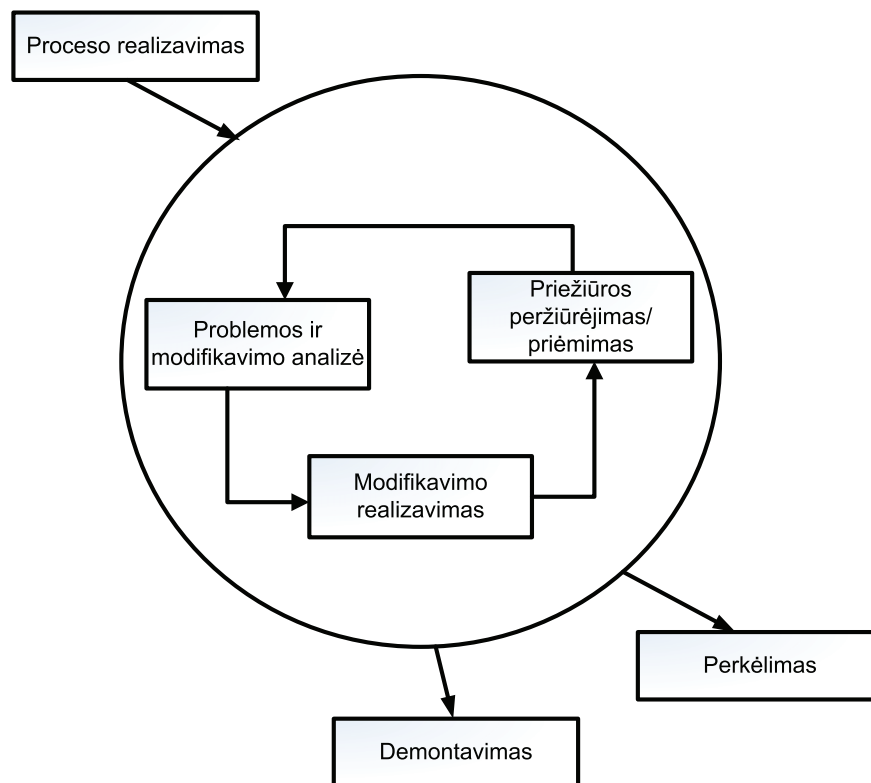 Proceso realizavimas
Priežiūros
peržiūrėjimas/
priėmimas
Problemos ir
modifikavimo analizė
Modifikavimo
realizavimas
Perkėlimas
Demontavimas